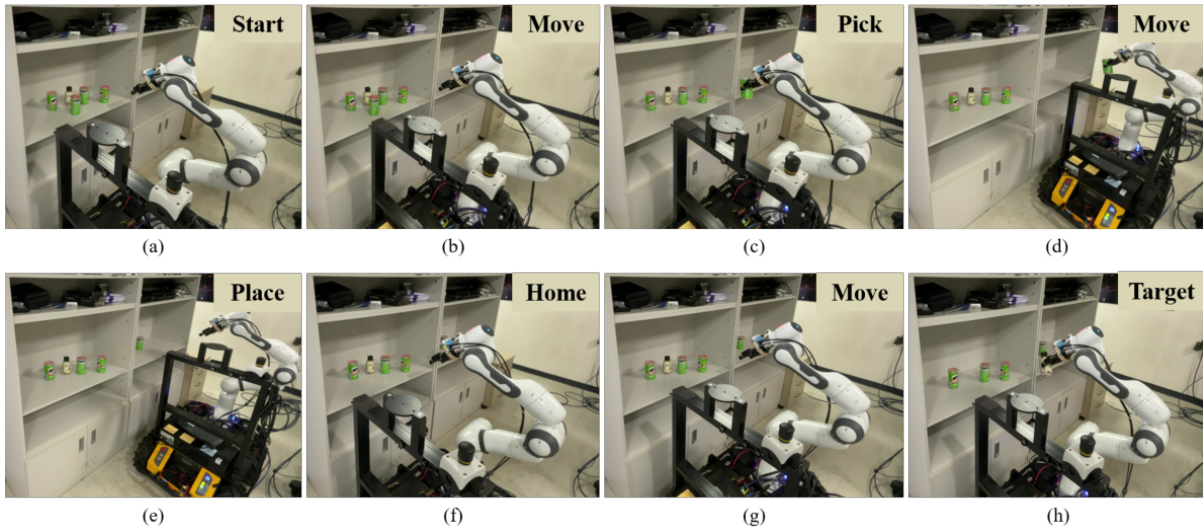 Start
Move
Pick
Move
(a)
(b)
(c)
(d)
Place
Home
Move
Target
(e)
(f)
(g)
(h)